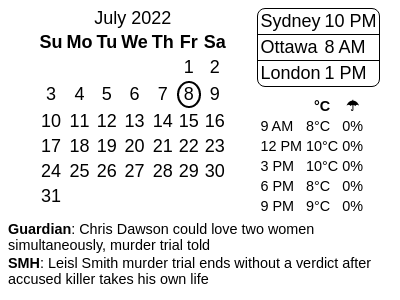 July 2022
Su Mo Tu We Th Fr Sa
1 2
3 4 5 6 7 8 9
10 11 12 13 14 15 16
17 18 19 20 21 22 23
24 25 26 27 28 29 30
31
Sydney 10 PM
Ottawa 8 AM
London 1 PM
°C ☂
9 AM 8°C 0%
12 PM 10°C 0%
3 PM 10°C 0%
6 PM 8°C 0%
9 PM 9°C 0%
Guardian: Chris Dawson could love two women
simultaneously, murder trial told
SMH: Leisl Smith murder trial ends without a verdict after
accused killer takes his own life